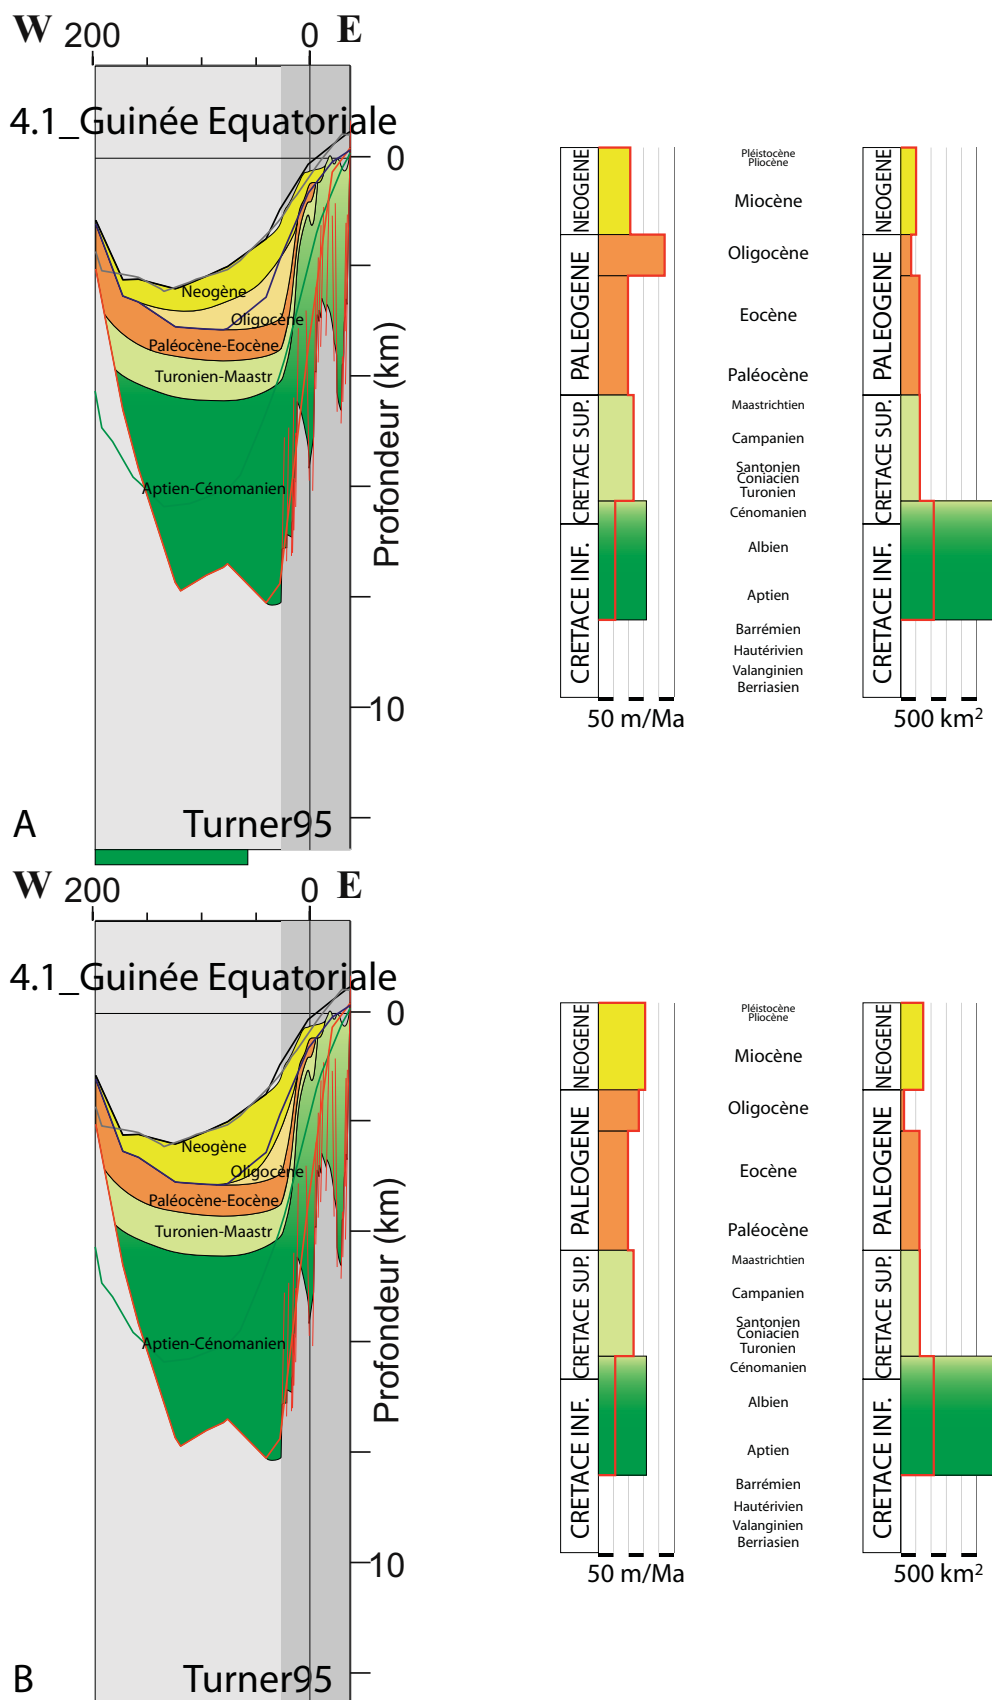 W 200 0 E
4.1_Guinée Equatoriale
0
Neogène
Oligocène
Paléocène-Eocène
Turonien-Maastr
Aptien-Cénomanien
Profondeur (km)
10
A
Turner95
NEOGENE
PALEOGENE
CRETACE SUP.
CRETACE INF.
50 m/Ma
Pléistocène
Pliocène
Miocène
Oligocène
Eocène
Paléocène
Maastrichtien
Campanien
Santonien
Coniacien
Turonien
Cénomanien
Albien
Aptien
Barrémien
Hautérivien
Valanginien
Berriasien
NEOGENE
PALEOGENE
CRETACE SUP.
CRETACE INF.
500 km²
W 200 0 E
4.1_Guinée Equatoriale
0
Neogène
Oligocène
Paléocène-Eocène
Turonien-Maastr
Aptien-Cénomanien
Profondeur (km)
10
B
Turner95
NEOGENE
PALEOGENE
CRETACE SUP.
CRETACE INF.
50 m/Ma
Pléistocène
Pliocène
Miocène
Oligocène
Eocène
Paléocène
Maastrichtien
Campanien
Santonien
Coniacien
Turonien
Cénomanien
Albien
Aptien
Barrémien
Hautérivien
Valanginien
Berriasien
NEOGENE
PALEOGENE
CRETACE SUP.
CRETACE INF.
500 km²